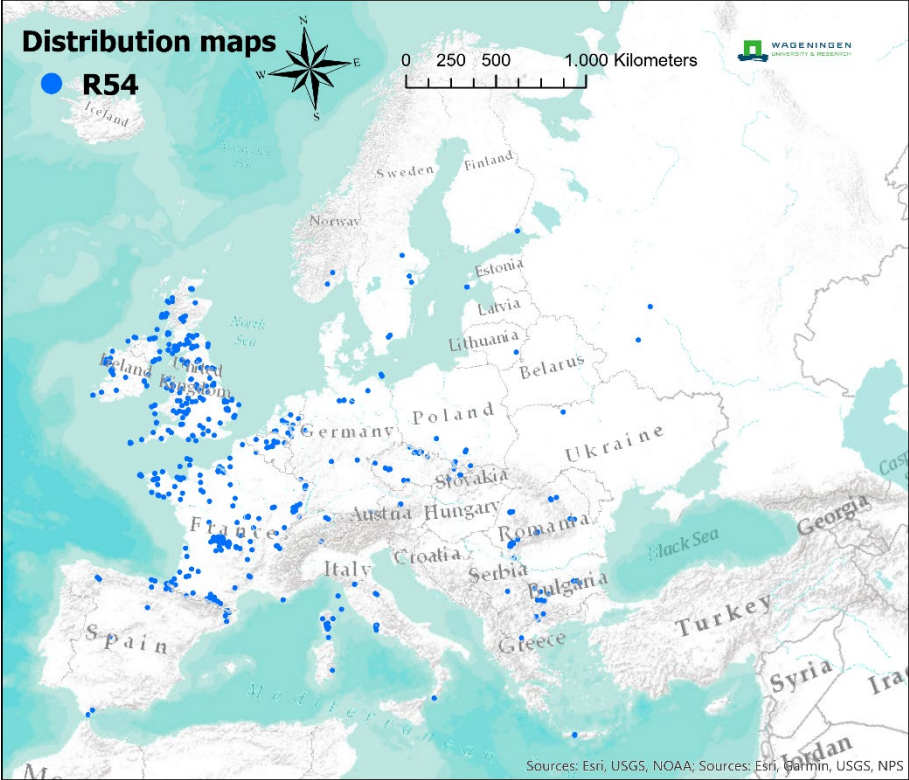 Distribution maps
R54
N
W
E
S
0 250 500 1.000 Kilometers
WAGENINGEN
UNIVERSITY & RESEARCH
Iceland
Sweden
Finland
Norway
Estonia
North
Sea
Latvia
Lithuania
Ireland
United
Kingdom
Belarus
Poland
Germany
Ukraine
Slovakia
Austria
Hungary
France
Romania
Georgia
Black Sea
Croatia
Italy
Serbia
Bulgaria
Turkey
Spain
Greece
Syria
Mediterranean
Jordan
Sources: Esri, USGS, NOAA; Sources: Esri, Garmin, USGS, NPS